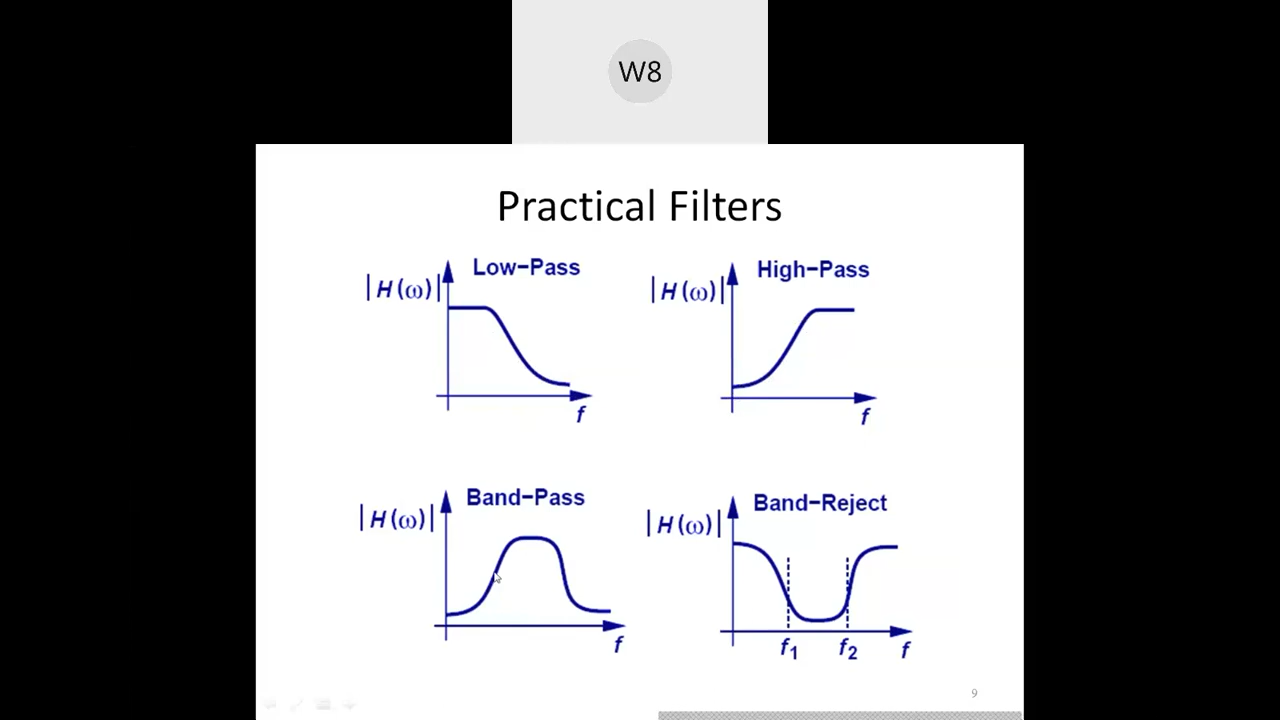 W8
Practical Filters
Low-Pass
|H(ω)|
f
High-Pass
|H(ω)|
f
Band-Pass
|H(ω)|
f
Band-Reject
|H(ω)|
f1 f2 f
9